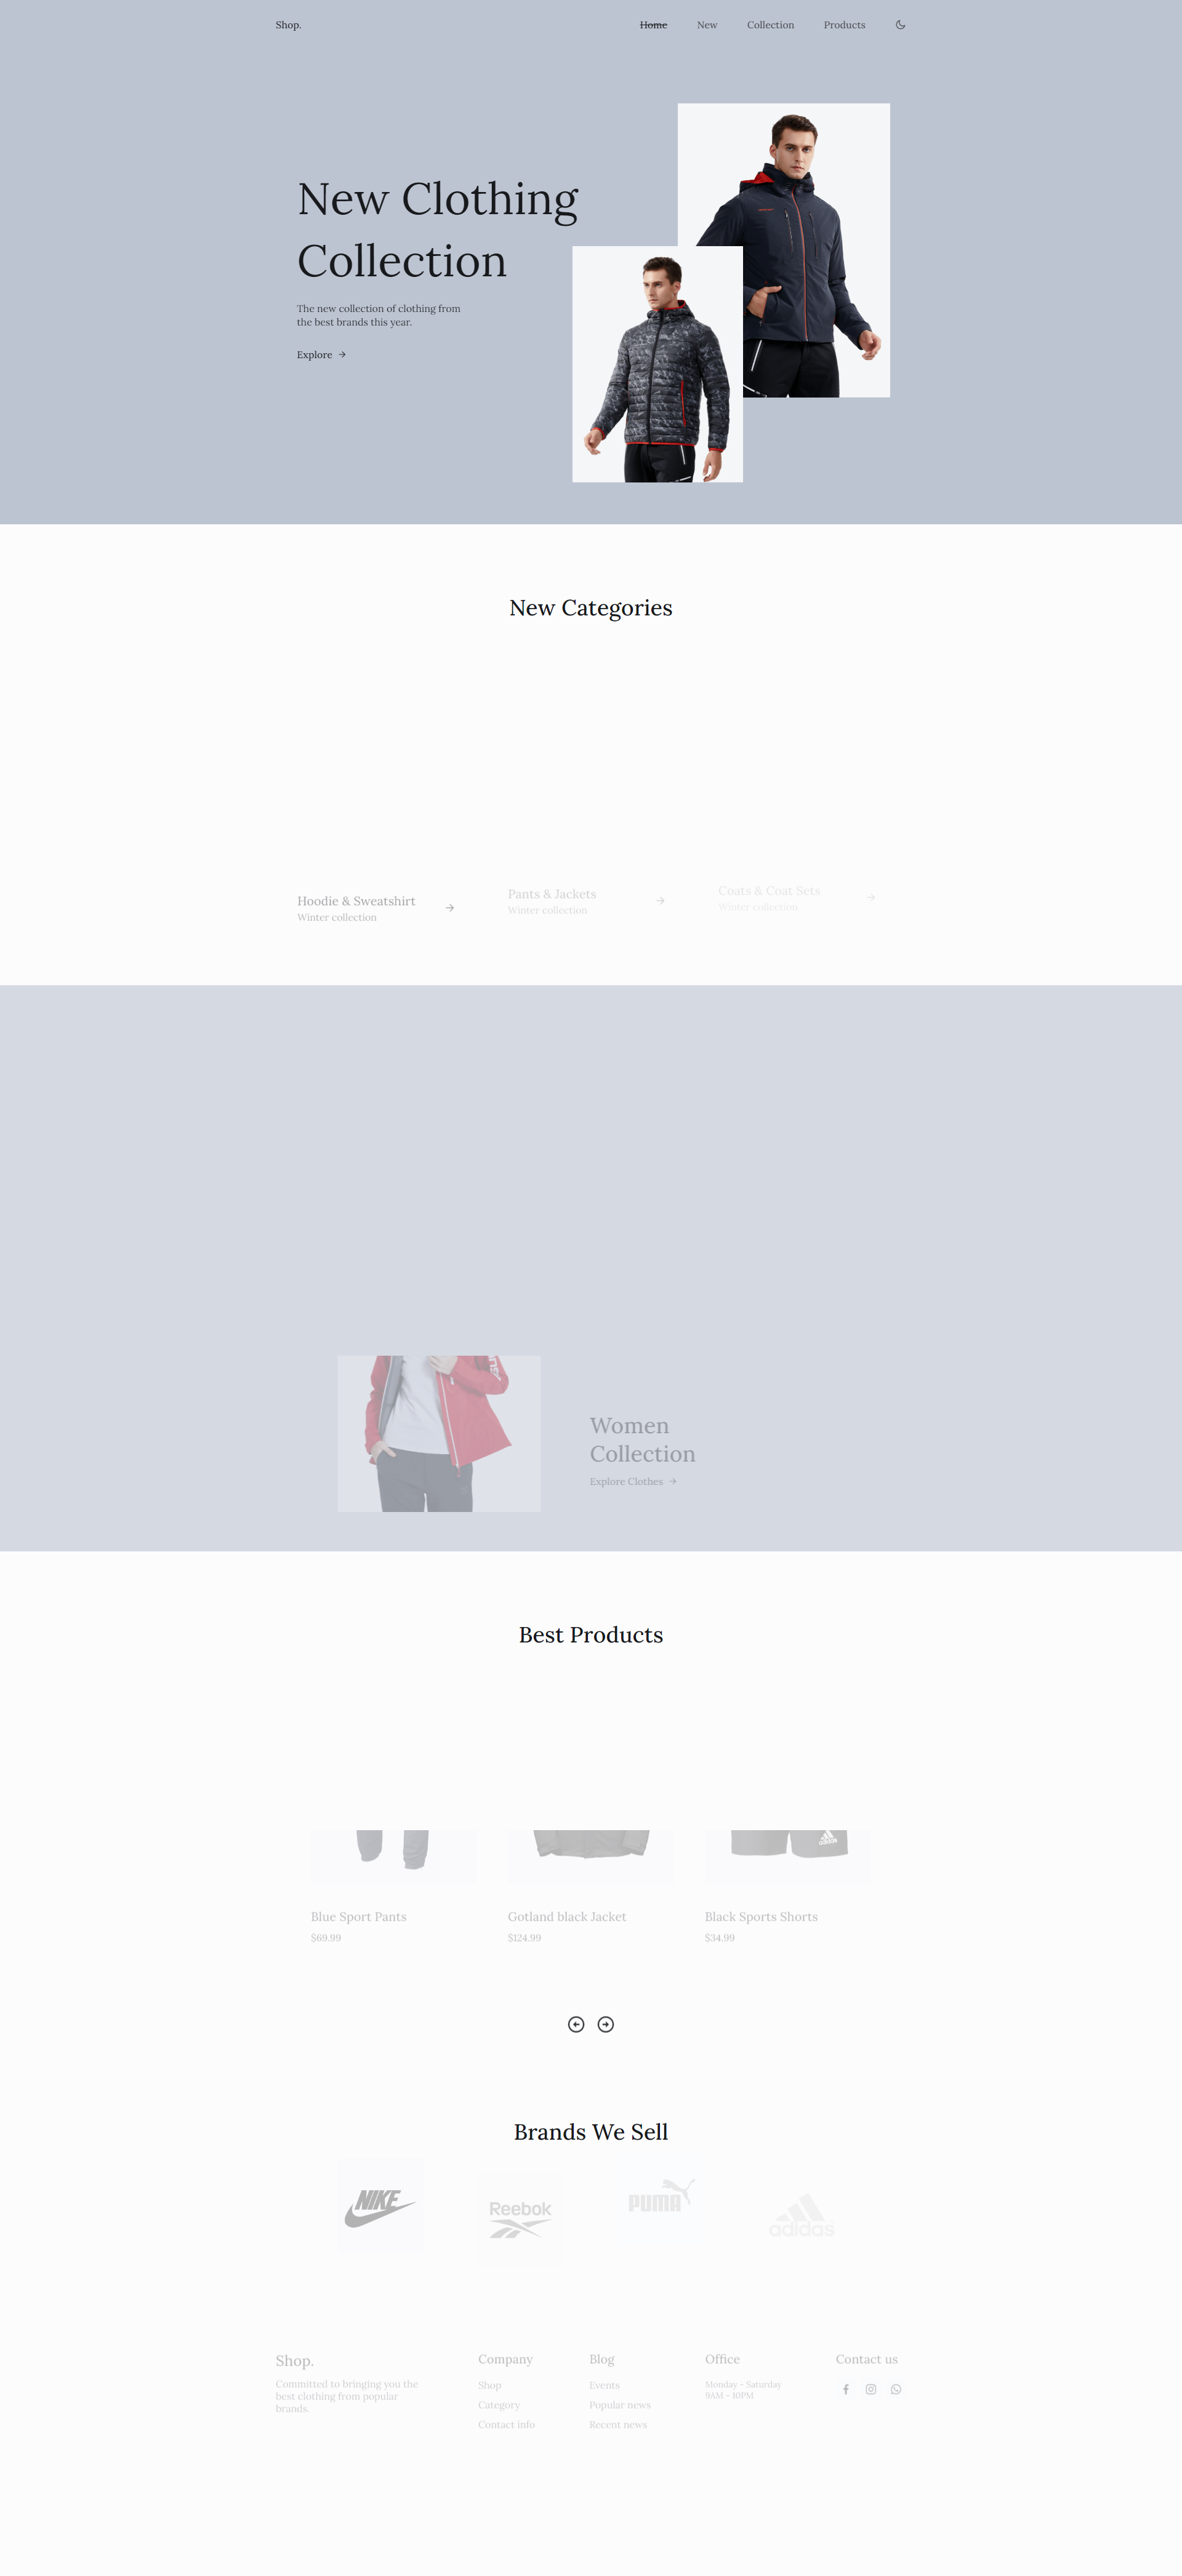 Shop.
Home
New
Collection
Products
New Clothing
Collection
The new collection of clothing from
the best brands this year.
Explore
New Categories
Hoodie & Sweatshirt
Winter collection
Pants & Jackets
Winter collection
Coats & Coat Sets
Winter collection
Women
Collection
Explore Clothes
Best Products
Blue Sport Pants
$69.99
Gotland black Jacket
$124.99
Black Sports Shorts
$34.99
Brands We Sell
NIKE
Reebok
PUMA
adidas
Shop.
Committed to bringing you the
best clothing from popular
brands.
Company
Shop
Category
Contact info
Blog
Events
Popular news
Recent news
Office
Monday - Saturday
9AM - 10PM
Contact us